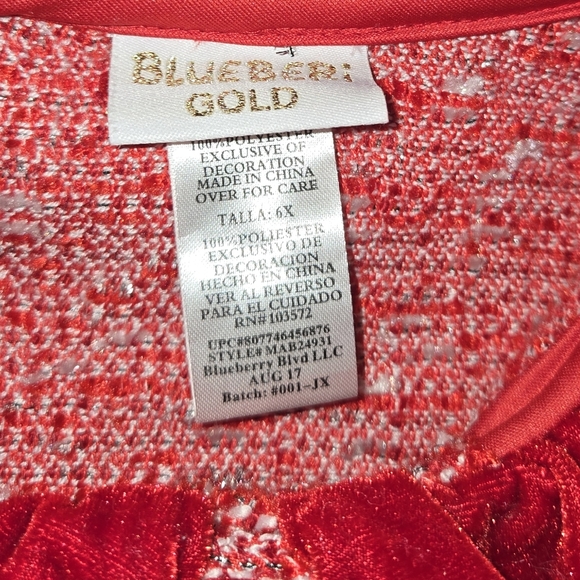 BLUEBERI
GOLD
100%POLYESTER
EXCLUSIVE OF
DECORATION
MADE IN CHINA
OVER FOR CARE
TALLA: 6X
100%POLIESTER
EXCLUSIVO DE
DECORACION
HECHO EN CHINA
VER AL REVERSO
PARA EL CUIDADO
RN#103572
UPC#807746456876
STYLE# MAB24931
Blueberry Blvd LLC
AUG 17
Batch: #001-JX